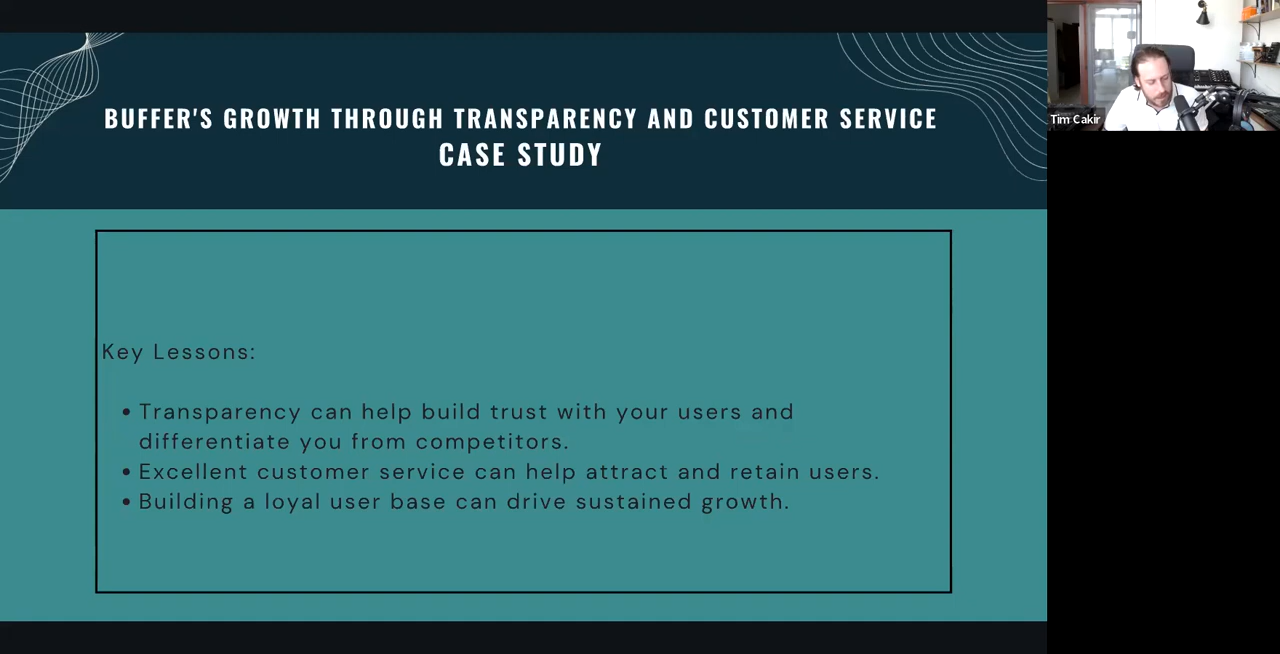 BUFFER'S GROWTH THROUGH TRANSPARENCY AND CUSTOMER SERVICE
CASE STUDY
Tim Cakir
Key Lessons:
• Transparency can help build trust with your users and
differentiate you from competitors.
• Excellent customer service can help attract and retain users.
• Building a loyal user base can drive sustained growth.